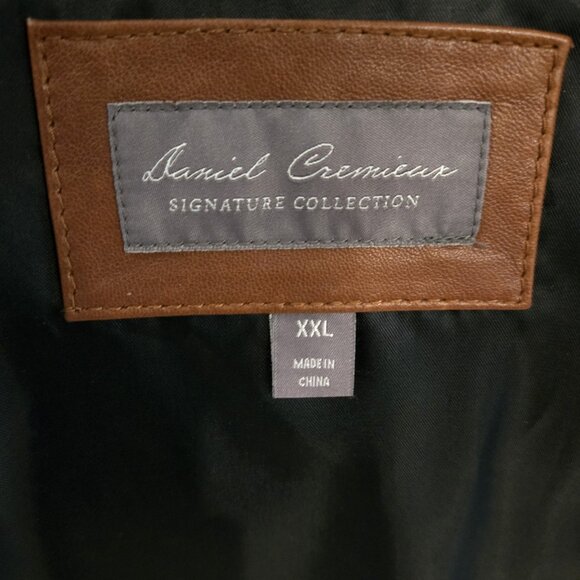 Daniel Cremieux
SIGNATURE COLLECTION
XXL
MADE IN
CHINA